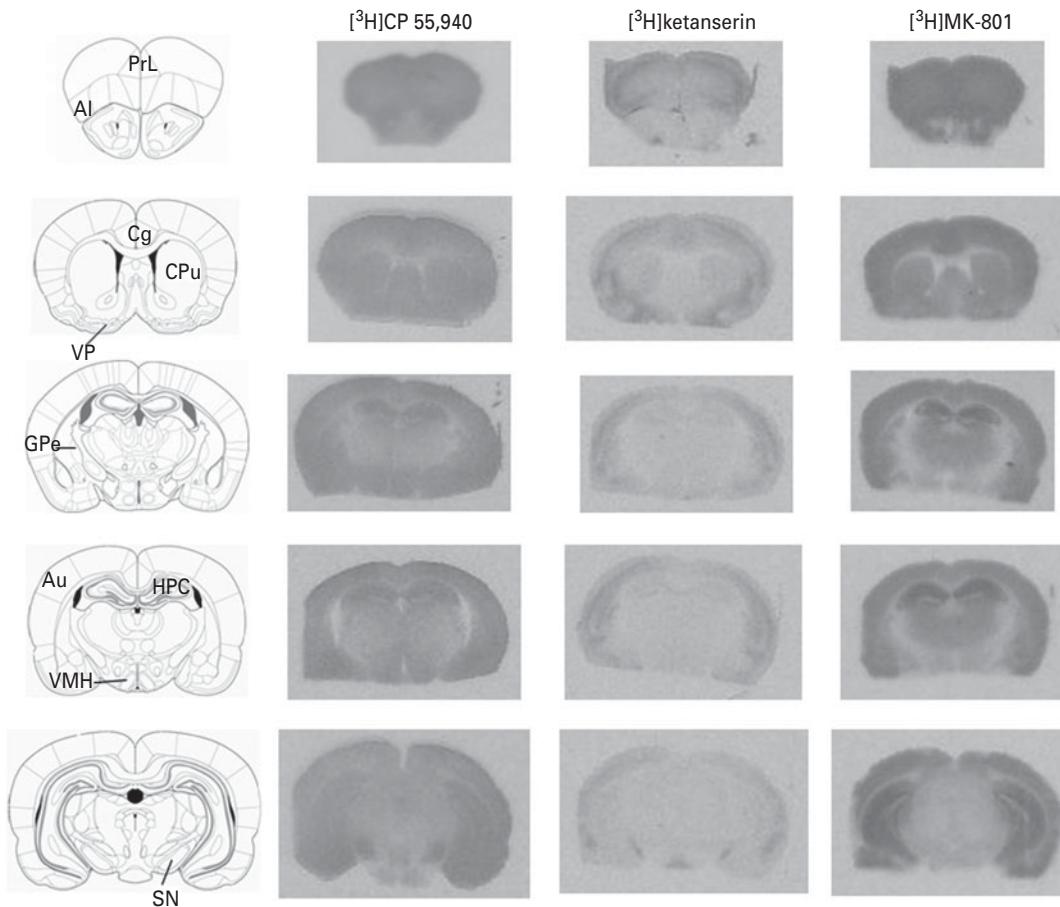 [³H]CP 55,940 [³H]ketanserin [³H]MK-801
PrL
AI
Cg
CPu
VP
GPe
Au
HPC
VMH
SN